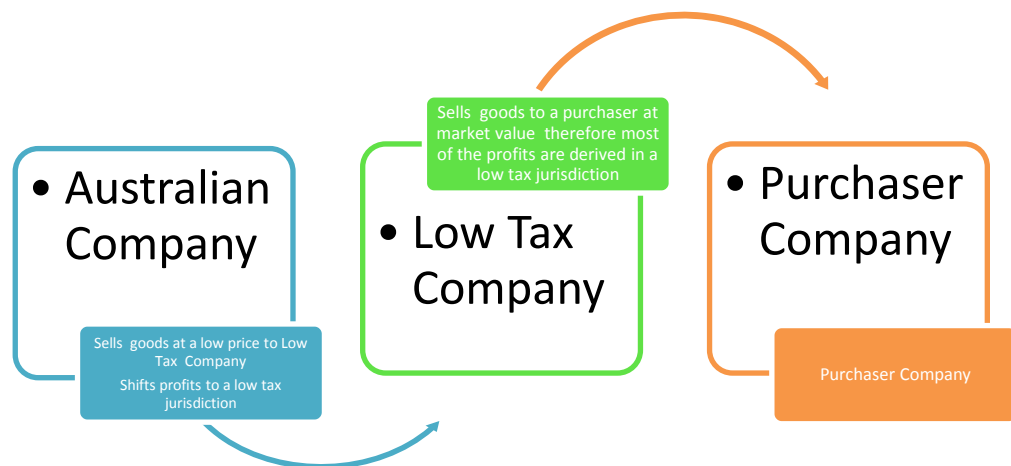 • Australian
Company
Sells goods at a low price to Low
Tax Company
Shifts profits to a low tax
jurisdiction
Sells goods to a purchaser at
market value therefore most
of the profits are derived in a
low tax jurisdiction
• Low Tax
Company
• Purchaser
Company
Purchaser Company